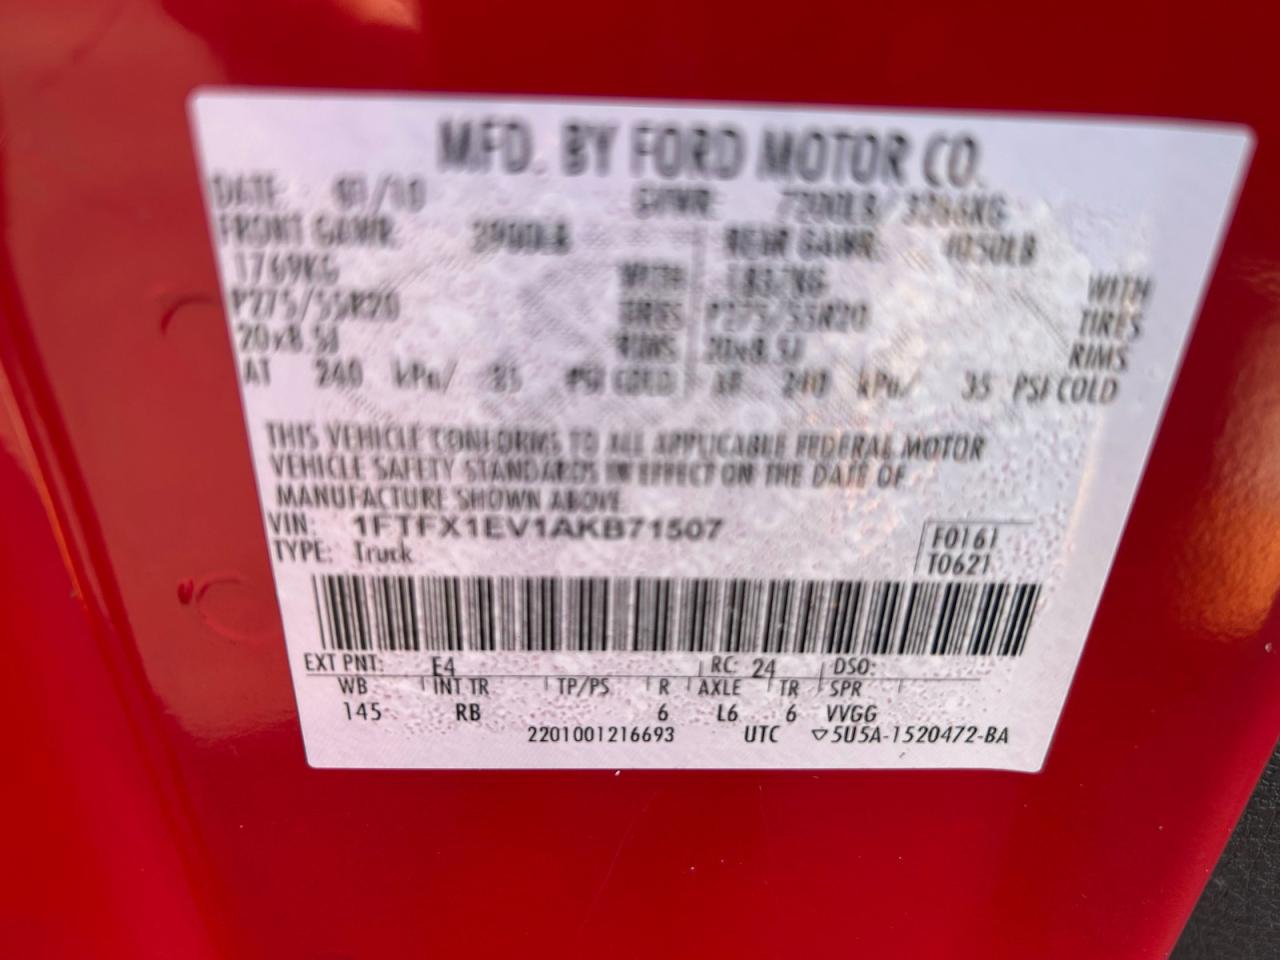 MFD. BY FORD MOTOR CO.
DATE: 01/10 GVWR: 7200LB/ 3266KG
FRONT GAWR: 3900LB REAR GAWR: 4050LB
1769KG WITH 1837KG WITH
P275/55R20 TIRES P275/55R20 TIRES
20x8.5J RIMS 20x8.5J RIMS
AT 240 kPa/ 35 PSI COLD AT 240 kPa/ 35 PSI COLD
THIS VEHICLE CONFORMS TO ALL APPLICABLE FEDERAL MOTOR
VEHICLE SAFETY STANDARDS IN EFFECT ON THE DATE OF
MANUFACTURE SHOWN ABOVE.
VIN: 1FTFX1EV1AKB71507 F0161
TYPE: Truck T0621
EXT PNT: E4 RC: 24 DSO:
WB INT TR TP/PS R AXLE TR SPR
145 RB 6 L6 6 VVGG
2201001216693 UTC ▽5U5A-1520472-BA